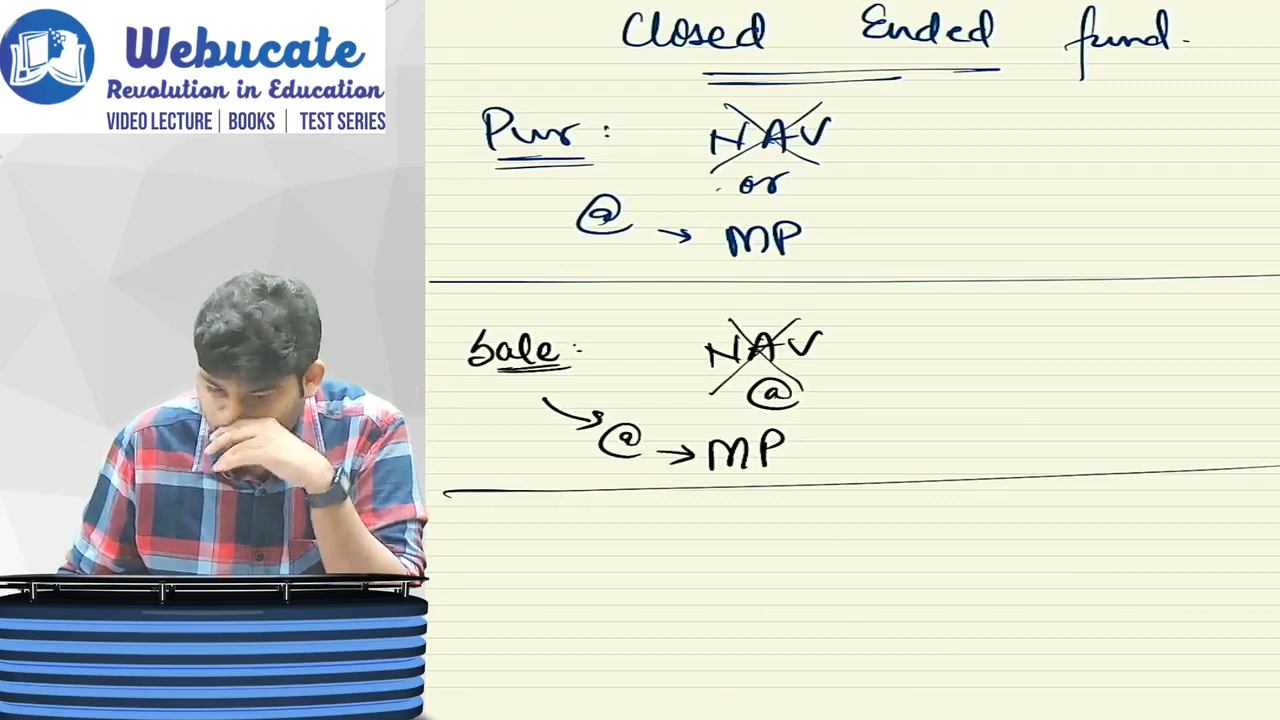 Webucate
Revolution in Education
VIDEO LECTURE | BOOKS | TEST SERIES
Closed Ended fund.
Pur : NAV
or
@ → MP
Sale : NAV
@
@ → MP